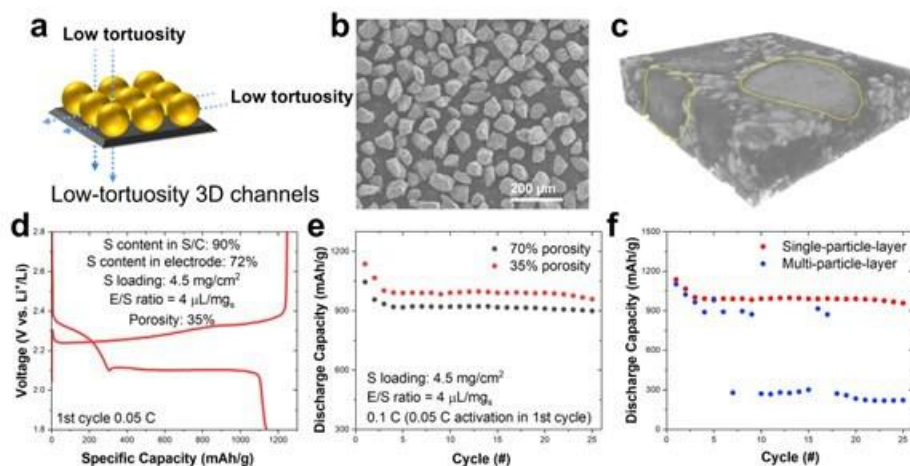 a
Low tortuosity
Low tortuosity
Low-tortuosity 3D channels
b
200 μm
c
d
2.8
2.6
2.4
2.2
2.0
1.8
Voltage (V vs. Li⁺/Li)
S content in S/C: 90%
S content in electrode: 72%
S loading: 4.5 mg/cm²
E/S ratio = 4 μL/mgₛ
Porosity: 35%
1st cycle 0.05 C
0 200 400 600 800 1000 1200
Specific Capacity (mAh/g)
e
1200
900
600
300
Discharge Capacity (mAh/g)
70% porosity
35% porosity
S loading: 4.5 mg/cm²
E/S ratio = 4 μL/mgₛ
0.1 C (0.05 C activation in 1st cycle)
0 5 10 15 20 25
Cycle (#)
f
1500
1200
900
600
300
0
Discharge Capacity (mAh/g)
Single-particle-layer
Multi-particle-layer
0 5 10 15 20 25
Cycle (#)